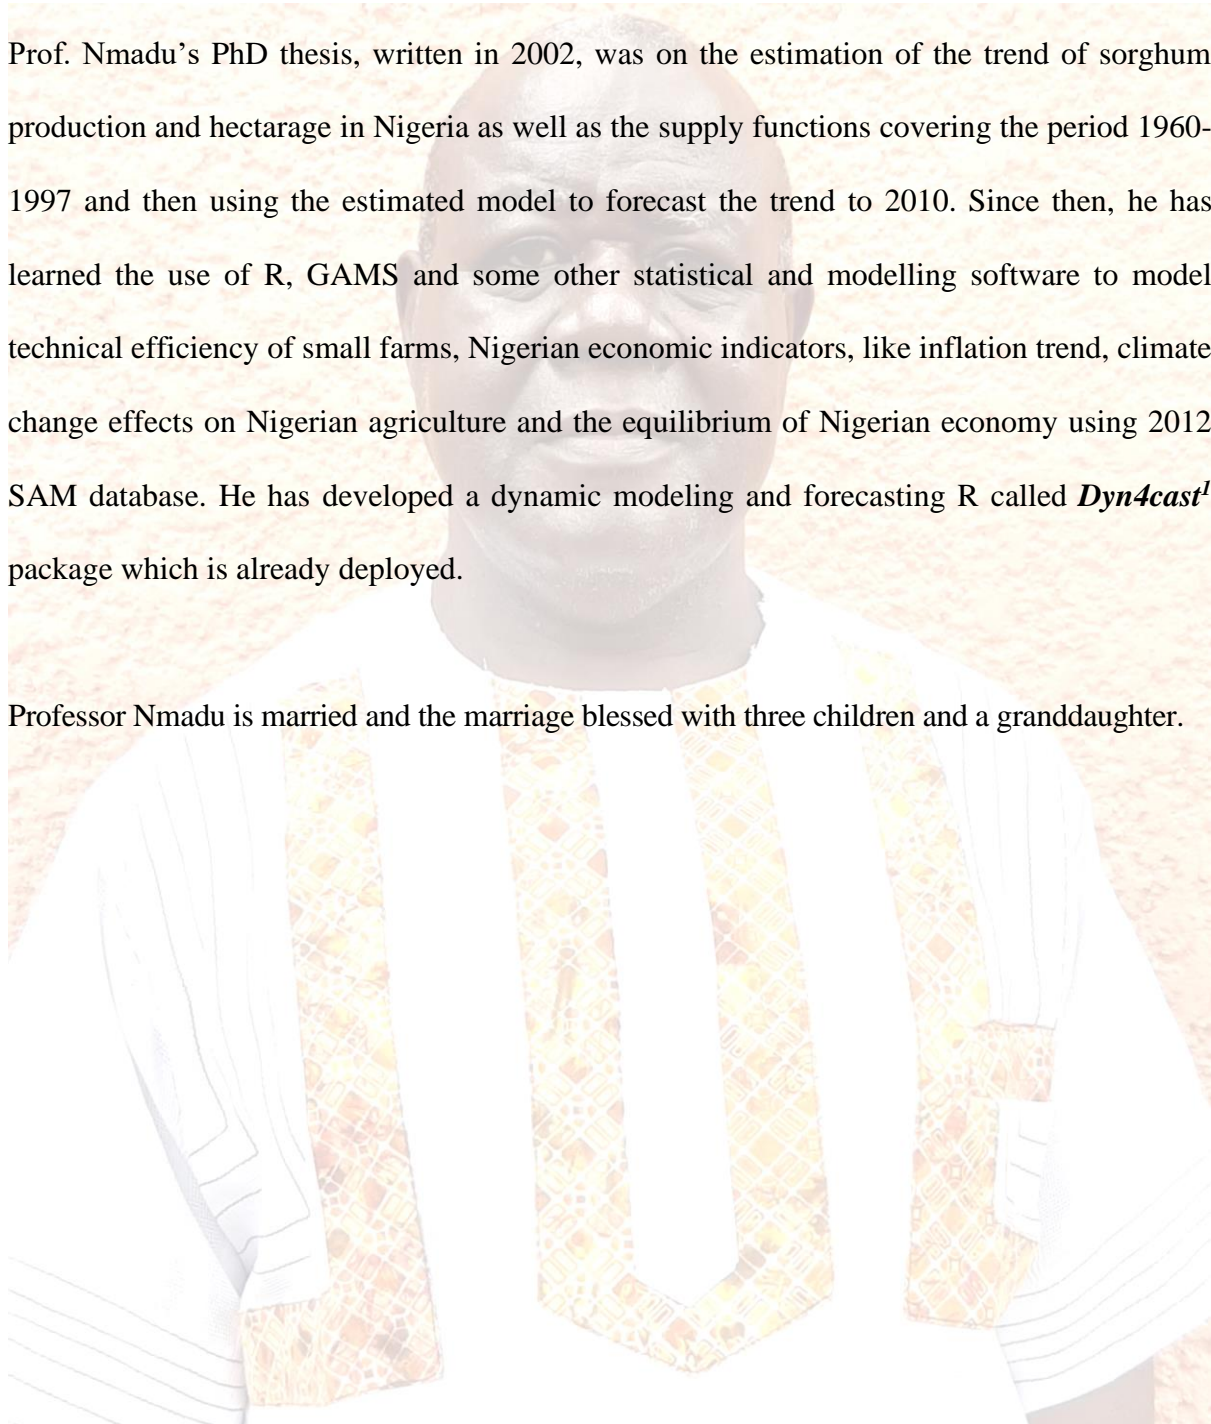 Prof. Nmadu’s PhD thesis, written in 2002, was on the estimation of the trend of sorghum
production and hectarage in Nigeria as well as the supply functions covering the period 1960-
1997 and then using the estimated model to forecast the trend to 2010. Since then, he has
learned the use of R, GAMS and some other statistical and modelling software to model
technical efficiency of small farms, Nigerian economic indicators, like inflation trend, climate
change effects on Nigerian agriculture and the equilibrium of Nigerian economy using 2012
SAM database. He has developed a dynamic modeling and forecasting R called Dyn4cast1
package which is already deployed.
Professor Nmadu is married and the marriage blessed with three children and a granddaughter.